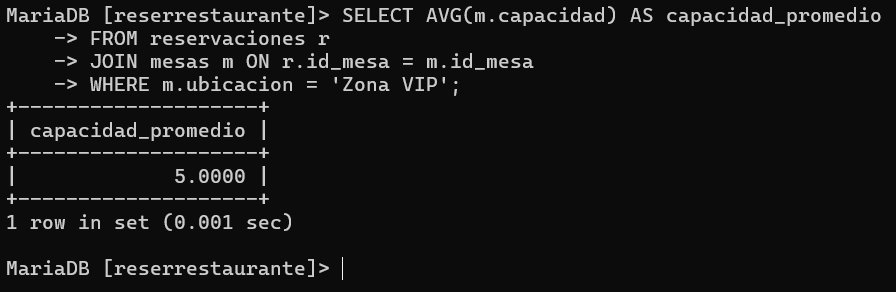 MariaDB [reserrestaurante]> SELECT AVG(m.capacidad) AS capacidad_promedio
    -> FROM reservaciones r
    -> JOIN mesas m ON r.id_mesa = m.id_mesa
    -> WHERE m.ubicacion = 'Zona VIP';
+--------------------+
| capacidad_promedio |
+--------------------+
|             5.0000 |
+--------------------+
1 row in set (0.001 sec)

MariaDB [reserrestaurante]>